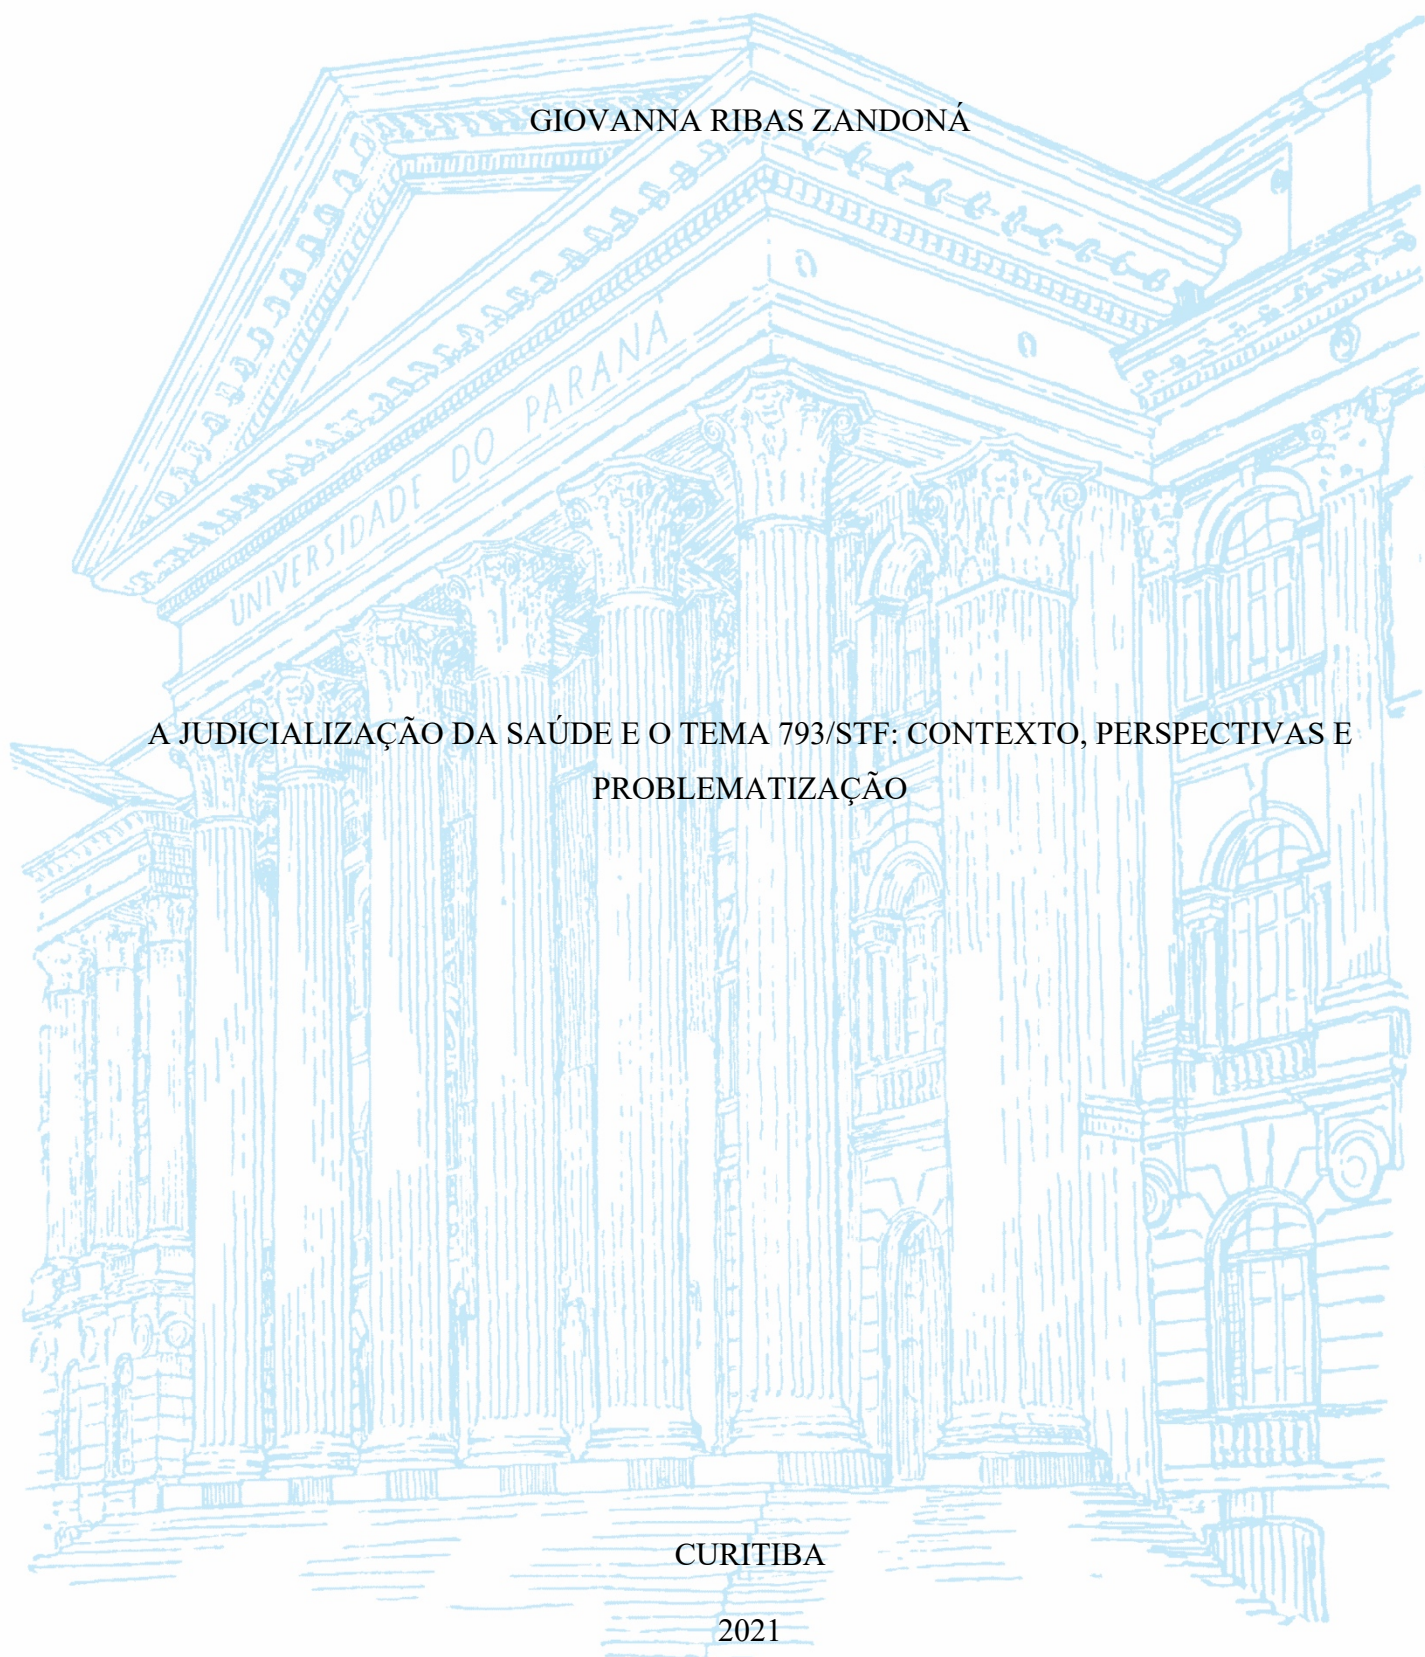 GIOVANNA RIBAS ZANDONÁ
UNIVERSIDADE DO PARANÁ
A JUDICIALIZAÇÃO DA SAÚDE E O TEMA 793/STF: CONTEXTO, PERSPECTIVAS E
PROBLEMATIZAÇÃO
CURITIBA
2021